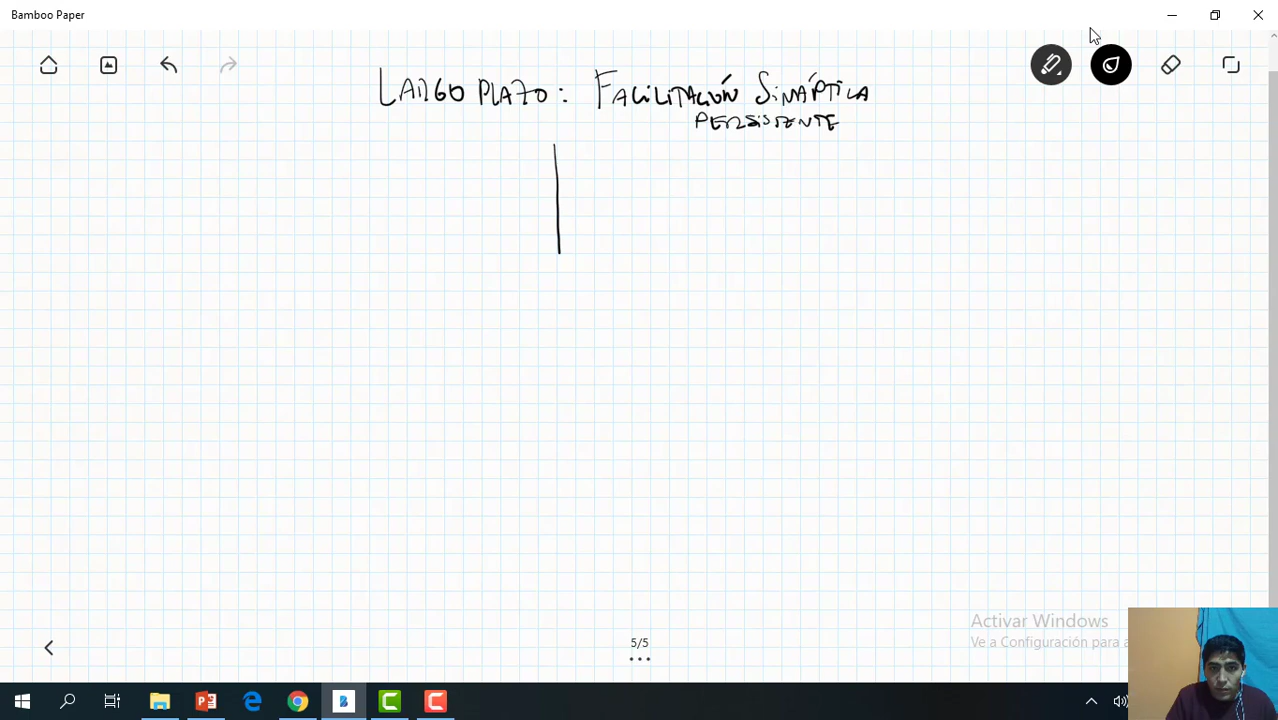 Bamboo Paper
LARGO PLAZO: FACILITACIÓN SINÁPTICA
PERSISTENTE
5/5
Activar Windows
Ve a Configuración para a